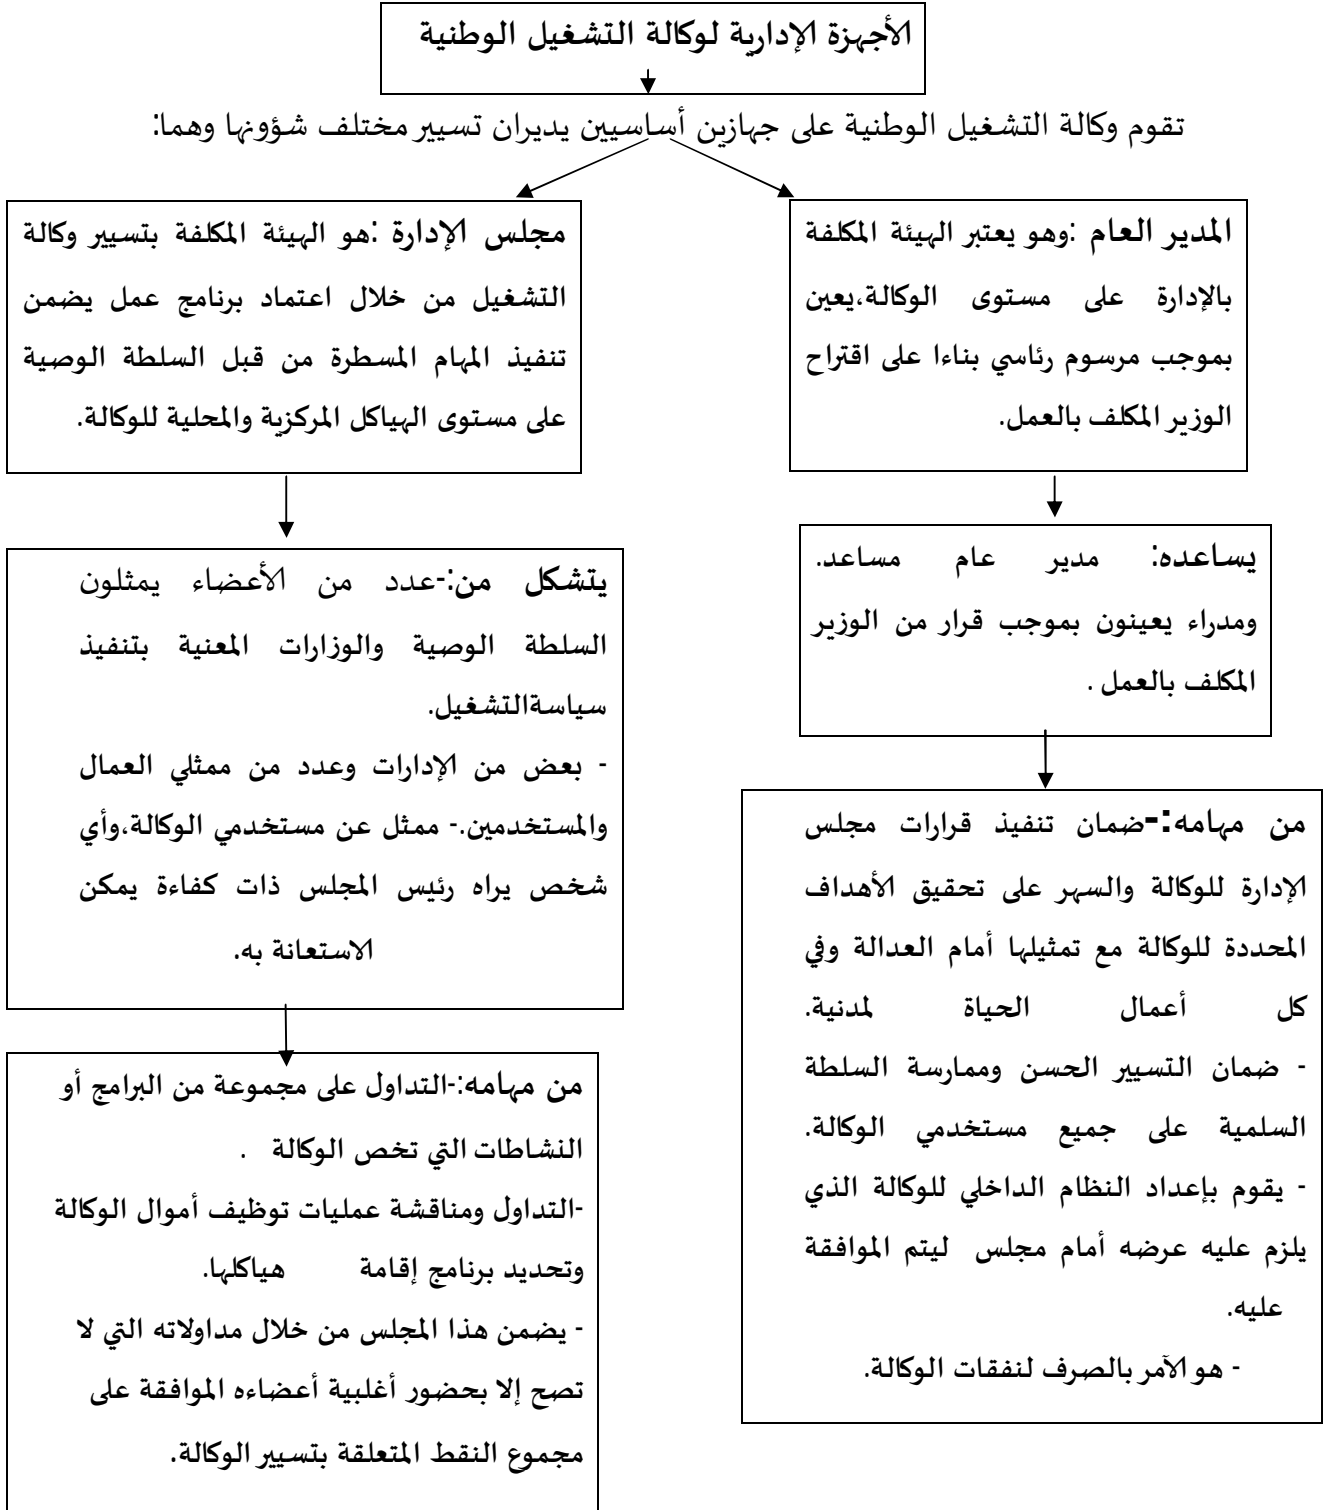 الأجهزة الإدارية لوكالة التشغيل الوطنية
تقوم وكالة التشغيل الوطنية على جهازين أساسيين يديران تسيير مختلف شؤونها وهما:
المدير العام :وهو يعتبر الهيئة المكلفة
بالإدارة على مستوى الوكالة،يعين
بموجب مرسوم رئاسي بناءا على اقتراح
الوزير المكلف بالعمل.
يساعده: مدير عام مساعد.
ومدراء يعينون بموجب قرار من الوزير
المكلف بالعمل .
من مهامه:-ضمان تنفيذ قرارات مجلس
الإدارة للوكالة والسهر على تحقيق الأهداف
المحددة للوكالة مع تمثيلها أمام العدالة وفي
كل أعمال الحياة لمدنية.
- ضمان التسيير الحسن وممارسة السلطة
السلمية على جميع مستخدمي الوكالة.
- يقوم بإعداد النظام الداخلي للوكالة الذي
يلزم عليه عرضه أمام مجلس ليتم الموافقة
عليه.
- هو الآمر بالصرف لنفقات الوكالة.
مجلس الإدارة :هو الهيئة المكلفة بتسيير وكالة
التشغيل من خلال اعتماد برنامج عمل يضمن
تنفيذ المهام المسطرة من قبل السلطة الوصية
على مستوى الهياكل المركزية والمحلية للوكالة.
يتشكل من:-عدد من الأعضاء يمثلون
السلطة الوصية والوزارات المعنية بتنفيذ
سياسةالتشغيل.
- بعض من الإدارات وعدد من ممثلي العمال
والمستخدمين.- ممثل عن مستخدمي الوكالة،وأي
شخص يراه رئيس المجلس ذات كفاءة يمكن
الاستعانة به.
من مهامه:-التداول على مجموعة من البرامج أو
النشاطات التي تخص الوكالة .
-التداول ومناقشة عمليات توظيف أموال الوكالة
وتحديد برنامج إقامة هياكلها.
- يضمن هذا المجلس من خلال مداولاته التي لا
تصح إلا بحضور أغلبية أعضاءه الموافقة على
مجموع النقط المتعلقة بتسيير الوكالة.